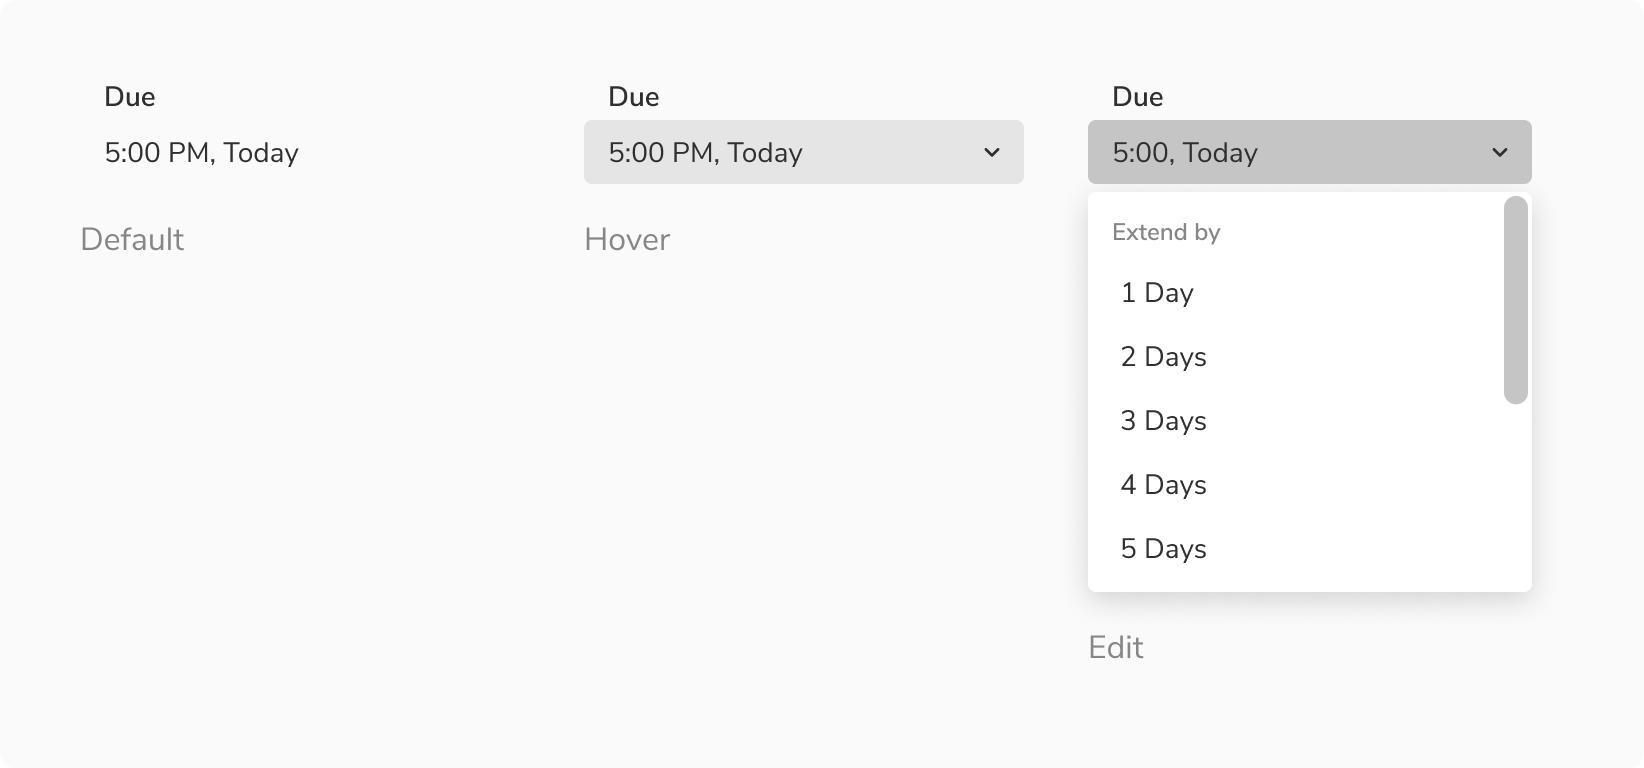 Due
5:00 PM, Today
Default
Due
5:00 PM, Today
Hover
Due
5:00, Today
Extend by
1 Day
2 Days
3 Days
4 Days
5 Days
Edit